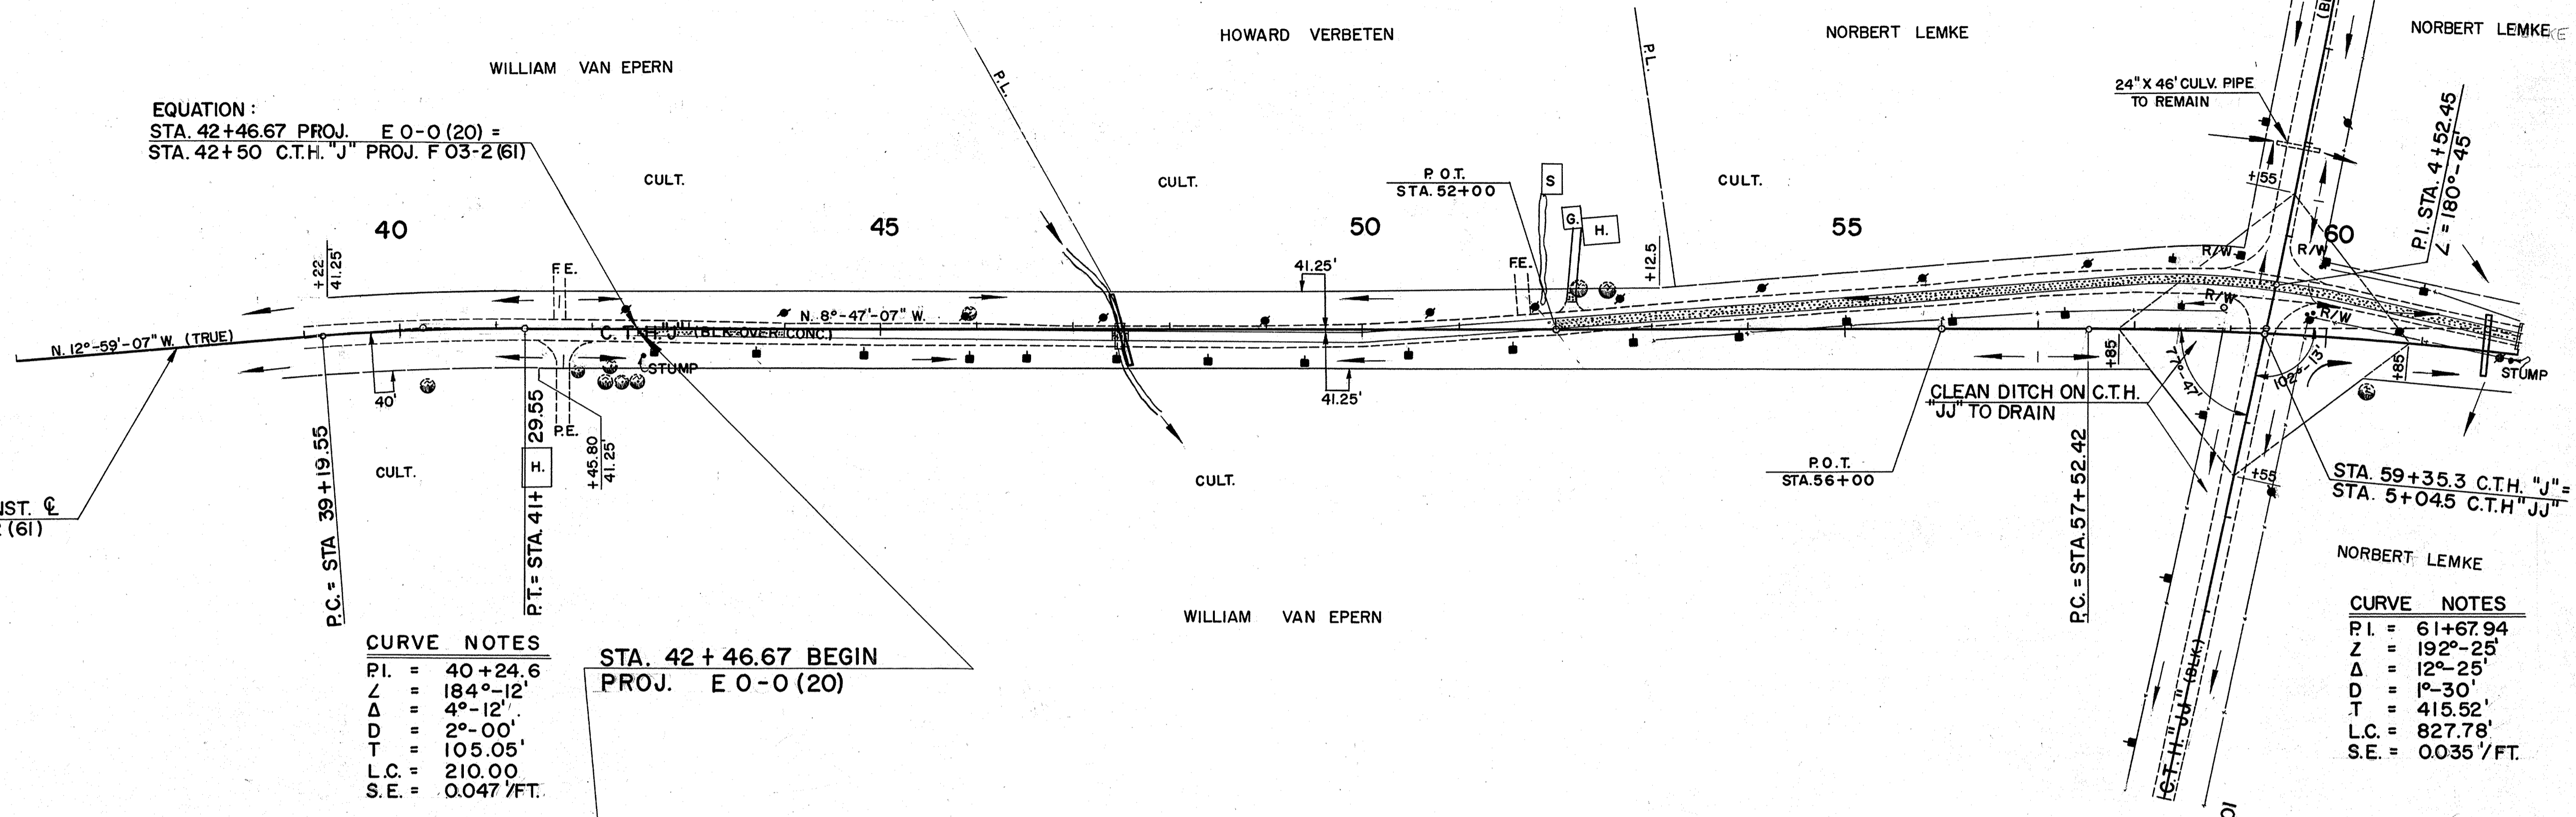 HOWARD VERBETEN
NORBERT LEMKE
NORBERT LEMKE
WILLIAM VAN EPERN
P.L.
P.L.
EQUATION :
STA. 42+46.67 PROJ. E 0-0 (20) =
STA. 42+50 C.T.H. "J" PROJ. F 03-2 (61)
24" X 46' CULV. PIPE
TO REMAIN
P.I. STA. 4+52.45
∠ = 180°-45'
CULT.
CULT.
CULT.
P.O.T.
STA. 52+00
S
G.
H.
+55
40
45
50
55
60
+22
41.25'
F.E.
41.25'
F.E.
+12.5
R/W
R/W
R/W
R/W
N. 12°-59'-07" W. (TRUE)
N. 8°-47'-07" W.
C.T.H. "J" (BLK. OVER CONC.)
STUMP
STUMP
40'
41.25'
+85
+85
77°-47'
102°-13'
CLEAN DITCH ON C.T.H.
"JJ" TO DRAIN
P.E.
+45.80
41.25'
H.
P.C. = STA 39+19.55
P.T. = STA. 41+ 29.55
CULT.
CULT.
P.O.T.
STA. 56+00
P.C. = STA. 57+52.42
+55
STA. 59+35.3 C.T.H. "J" =
STA. 5+04.5 C.T.H "JJ"
NORBERT LEMKE
NST. ℄
(61)
WILLIAM VAN EPERN
CURVE NOTES
P.I. = 40+24.6
∠ = 184°-12'
Δ = 4°-12'
D = 2°-00'
T = 105.05'
L.C. = 210.00
S.E. = 0.047'/FT.
STA. 42+46.67 BEGIN
PROJ. E 0-0 (20)
C.T.H. "JJ" (BLK.)
CURVE NOTES
P.I. = 61+67.94
Z = 192°-25'
Δ = 12°-25'
D = 1°-30'
T = 415.52'
L.C. = 827.78'
S.E. = 0.035'/FT.
10